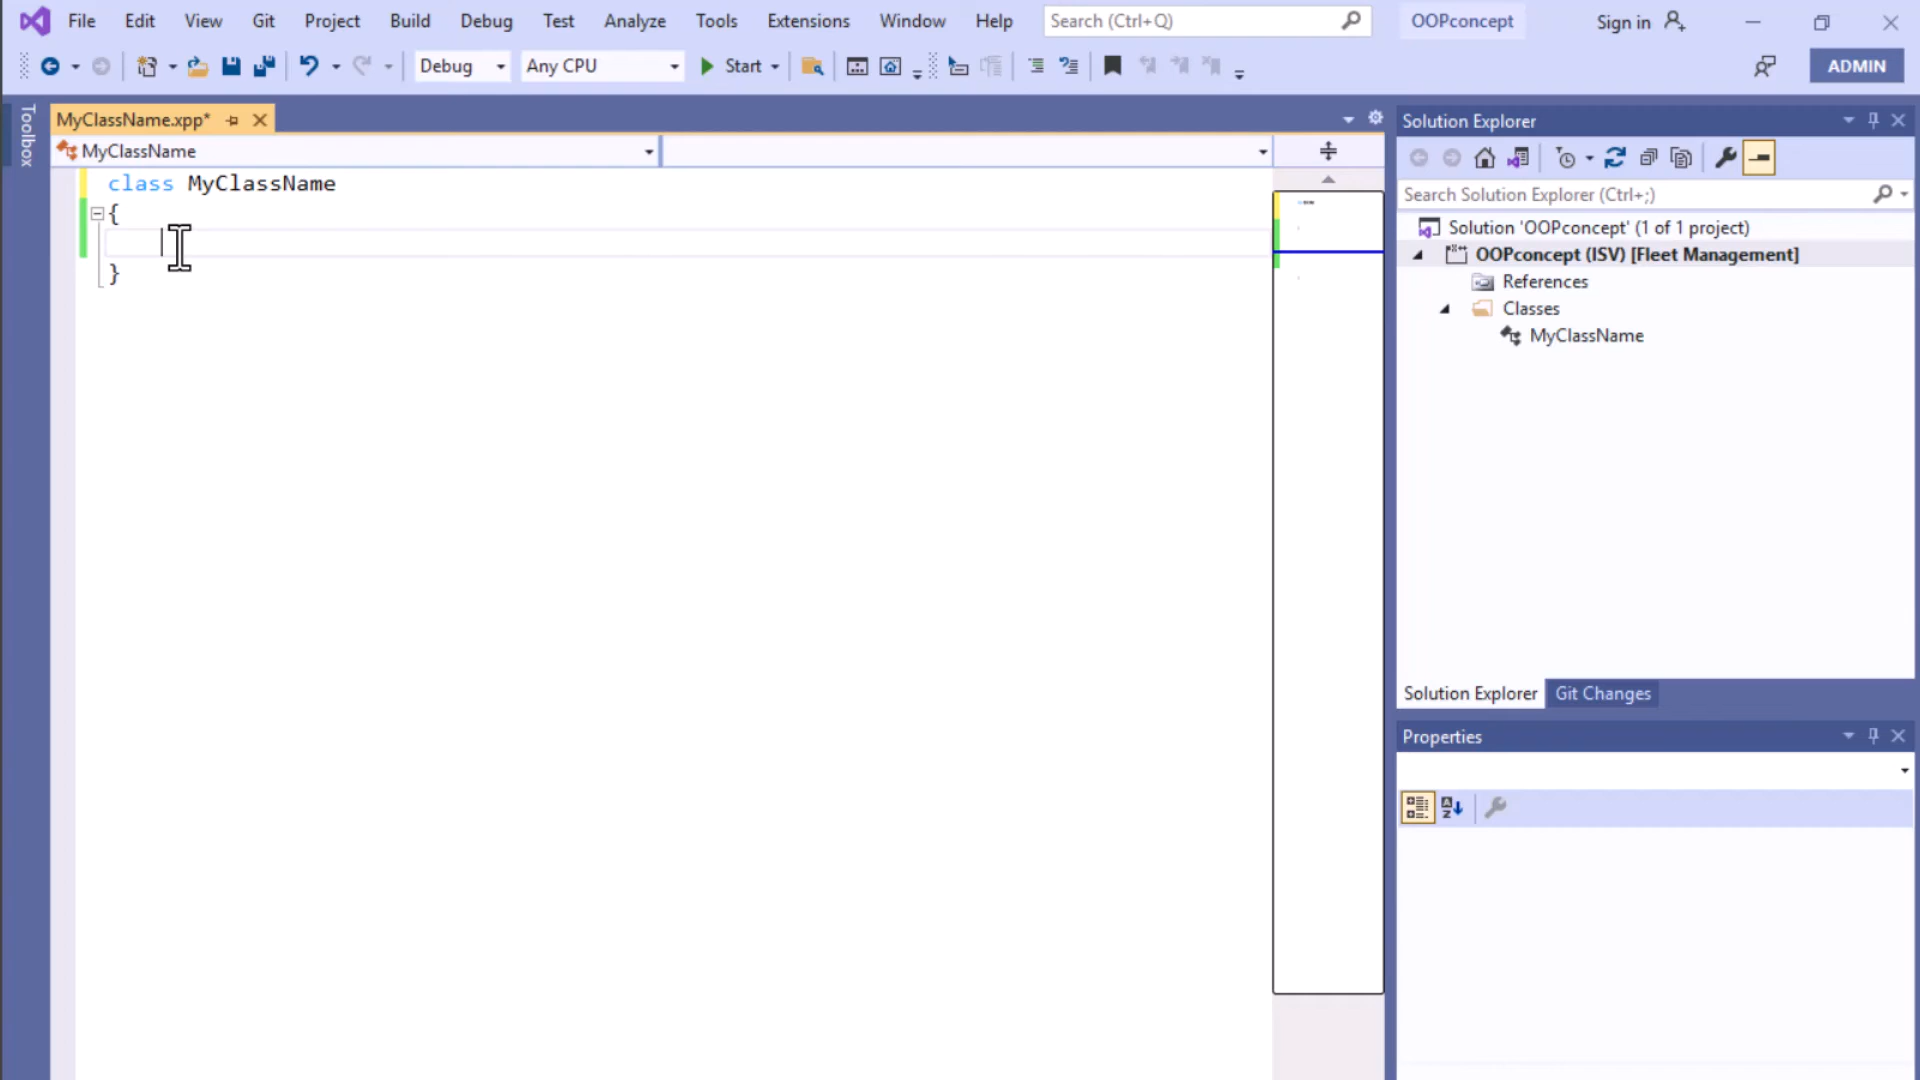 File Edit View Git Project Build Debug Test Analyze Tools Extensions Window Help Search (Ctrl+Q) OOPconcept Sign in
Debug Any CPU Start ADMIN
Toolbox
MyClassName.xpp*
MyClassName
class MyClassName
{
}
Solution Explorer
Search Solution Explorer (Ctrl+;)
Solution 'OOPconcept' (1 of 1 project)
OOPconcept (ISV) [Fleet Management]
References
Classes
MyClassName
Solution Explorer Git Changes
Properties